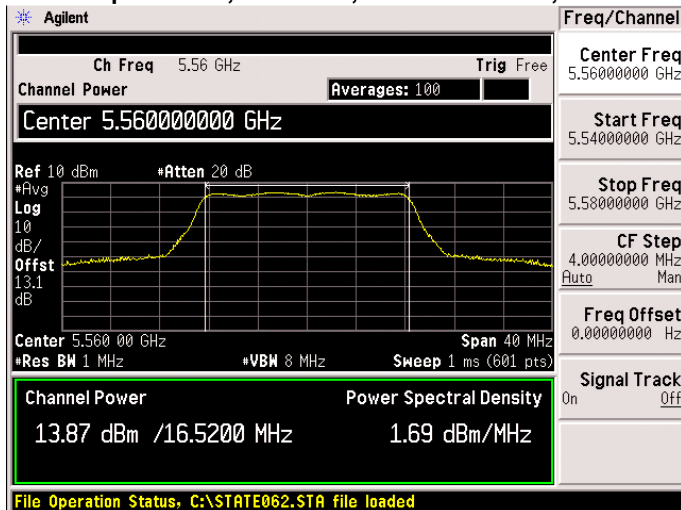 Agilent
Freq/Channel
Ch Freq 5.56 GHz Trig Free
Channel Power Averages: 100
Center 5.560000000 GHz
Ref 10 dBm #Atten 20 dB
#Avg
Log
10
dB/
Offst
13.1
dB
Center 5.560 00 GHz Span 40 MHz
#Res BW 1 MHz #VBW 8 MHz Sweep 1 ms (601 pts)
Channel Power Power Spectral Density
13.87 dBm /16.5200 MHz 1.69 dBm/MHz
File Operation Status, C:\STATE062.STA file loaded
Center Freq
5.56000000 GHz
Start Freq
5.54000000 GHz
Stop Freq
5.58000000 GHz
CF Step
4.00000000 MHz
Auto Man
Freq Offset
0.00000000 Hz
Signal Track
On Off